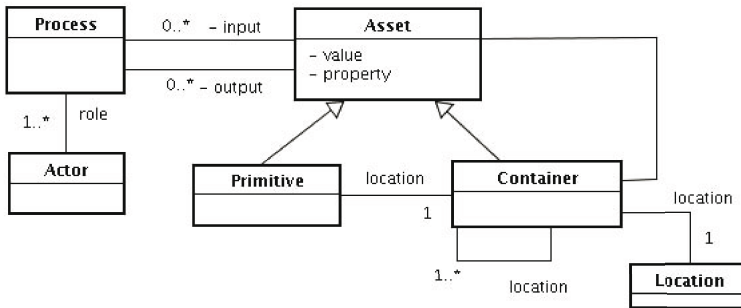 Process
0..* – input
Asset
– value
– property
0..* – output
role
1..*
Actor
Primitive
location
1
Container
location
1
1..*
location
Location